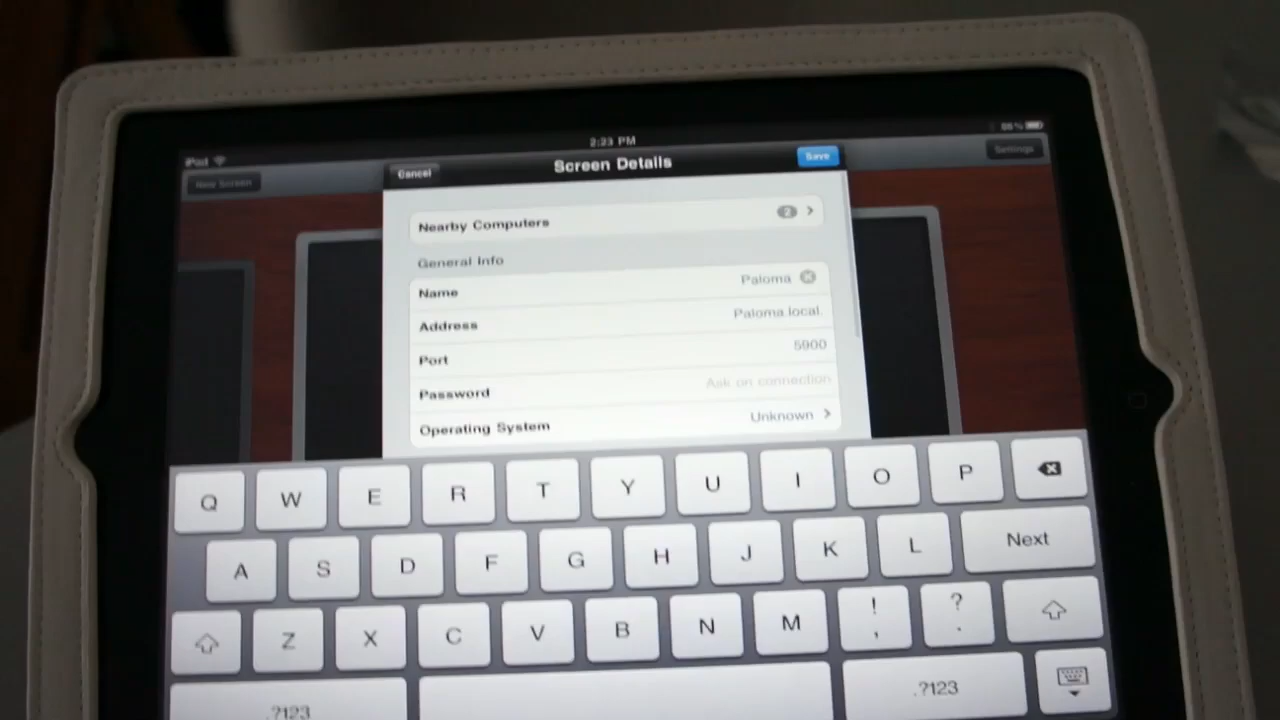 iPod
2:23 PM
86%
New Screen
Cancel
Screen Details
Save
Settings
Nearby Computers 2
General Info
Name Paloma
Address Paloma.local.
Port 5900
Password Ask on connection
Operating System Unknown
Q W E R T Y U I O P
A S D F G H J K L Next
Z X C V B N M ! , ? .
.?123 .?123